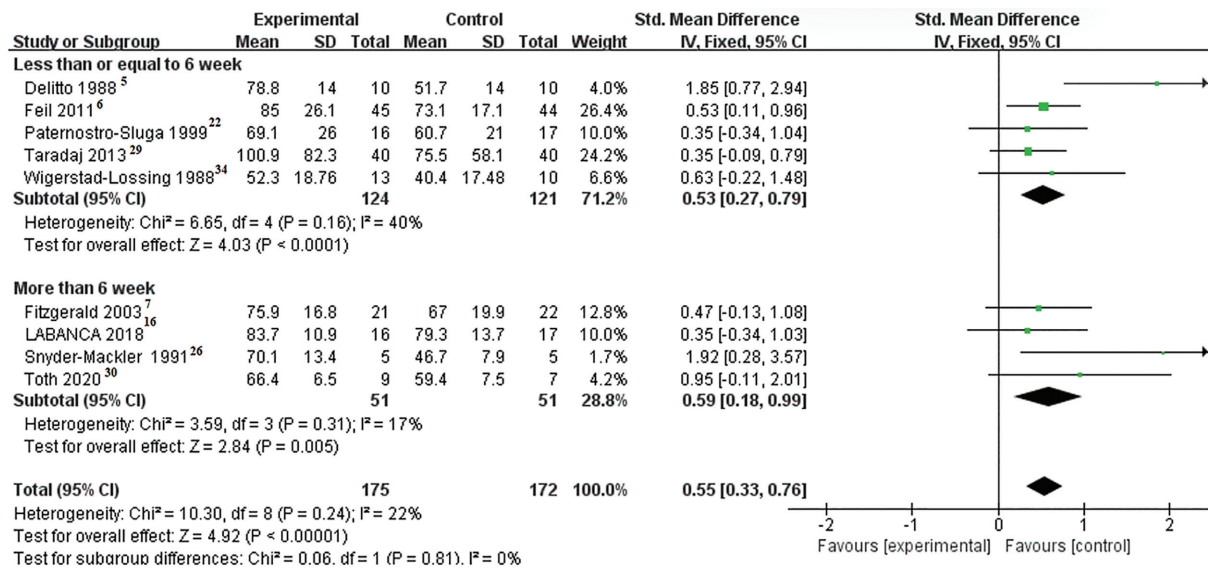 Experimental Control Std. Mean Difference Std. Mean Difference
Study or Subgroup Mean SD Total Mean SD Total Weight IV, Fixed, 95% CI IV, Fixed, 95% CI
Less than or equal to 6 week
Delitto 1988 5 78.8 14 10 51.7 14 10 4.0% 1.85 [0.77, 2.94]
Feil 2011 6 85 26.1 45 73.1 17.1 44 26.4% 0.53 [0.11, 0.96]
Paternostro-Sluga 1999 22 69.1 26 16 60.7 21 17 10.0% 0.35 [-0.34, 1.04]
Taradaj 2013 29 100.9 82.3 40 75.5 58.1 40 24.2% 0.35 [-0.09, 0.79]
Wigerstad-Lossing 1988 34 52.3 18.76 13 40.4 17.48 10 6.6% 0.63 [-0.22, 1.48]
Subtotal (95% CI) 124 121 71.2% 0.53 [0.27, 0.79]
Heterogeneity: Chi² = 6.65, df = 4 (P = 0.16); I² = 40%
Test for overall effect: Z = 4.03 (P < 0.0001)
More than 6 week
Fitzgerald 2003 7 75.9 16.8 21 67 19.9 22 12.8% 0.47 [-0.13, 1.08]
LABANCA 2018 16 83.7 10.9 16 79.3 13.7 17 10.0% 0.35 [-0.34, 1.03]
Snyder-Mackler 1991 26 70.1 13.4 5 46.7 7.9 5 1.7% 1.92 [0.28, 3.57]
Toth 2020 30 66.4 6.5 9 59.4 7.5 7 4.2% 0.95 [-0.11, 2.01]
Subtotal (95% CI) 51 51 28.8% 0.59 [0.18, 0.99]
Heterogeneity: Chi² = 3.59, df = 3 (P = 0.31); I² = 17%
Test for overall effect: Z = 2.84 (P = 0.005)
Total (95% CI) 175 172 100.0% 0.55 [0.33, 0.76]
Heterogeneity: Chi² = 10.30, df = 8 (P = 0.24); I² = 22%
Test for overall effect: Z = 4.92 (P < 0.00001)
Test for subgroup differences: Chi² = 0.06, df = 1 (P = 0.81), I² = 0%
-2 -1 0 1 2
Favours [experimental] Favours [control]